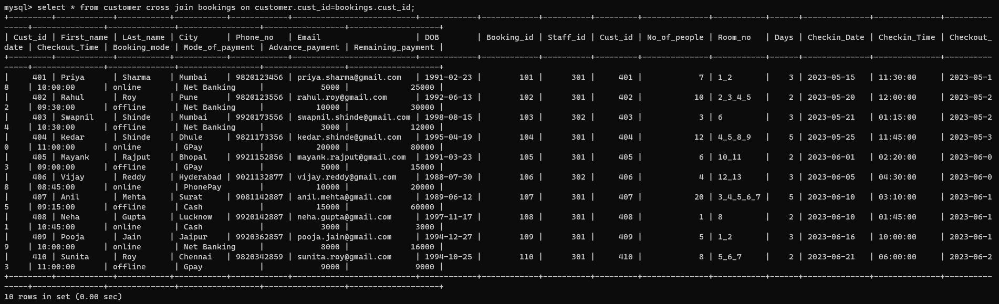 mysql> select * from customer cross join bookings on customer.cust_id=bookings.cust_id;
+---------+------------+-----------+-----------+------------+--------------------------+------------+------------+----------+---------+--------------+-----------+------+--------------+--------------+----------
-----+---------------+--------------+-----------------+-----------------+-------------------+
| Cust_id | First_name | LAst_name | City      | Phone_no   | Email                    | DOB        | Booking_id | Staff_id | Cust_id | No_of_people | Room_no   | Days | Checkin_Date | Checkin_Time | Checkout_
date | Checkout_Time | Booking_mode | Mode_of_payment | Advance_payment | Remaining_payment |
+---------+------------+-----------+-----------+------------+--------------------------+------------+------------+----------+---------+--------------+-----------+------+--------------+--------------+----------
-----+---------------+--------------+-----------------+-----------------+-------------------+
|     401 | Priya      | Sharma    | Mumbai    | 9820123456 | priya.sharma@gmail.com   | 1991-02-23 |        101 |      301 |     401 |            7 | 1_2       |    3 | 2023-05-15   | 11:30:00     | 2023-05-1
8    | 10:00:00      | online       | Net Banking     |            5000 |             25000 |
|     402 | Rahul      | Roy       | Pune      | 9820123556 | rahul.roy@gmail.com      | 1992-06-13 |        102 |      301 |     402 |           10 | 2_3_4_5   |    2 | 2023-05-20   | 12:00:00     | 2023-05-2
2    | 09:30:00      | offline      | Net Banking     |           10000 |             30000 |
|     403 | Swapnil    | Shinde    | Mumbai    | 9920173556 | swapnil.shinde@gmail.com | 1998-08-15 |        103 |      302 |     403 |            3 | 6         |    3 | 2023-05-21   | 01:15:00     | 2023-05-2
4    | 10:30:00      | offline      | Net Banking     |            3000 |             12000 |
|     404 | Kedar      | Shinde    | Dhule     | 9821173356 | kedar.shinde@gmail.com   | 1995-04-19 |        104 |      301 |     404 |           12 | 4_5_8_9   |    5 | 2023-05-25   | 11:45:00     | 2023-05-3
0    | 11:00:00      | online       | GPay            |           20000 |             80000 |
|     405 | Mayank     | Rajput    | Bhopal    | 9921152856 | mayank.rajput@gmail.com  | 1991-03-23 |        105 |      301 |     405 |            6 | 10_11     |    2 | 2023-06-01   | 02:20:00     | 2023-06-0
3    | 09:00:00      | offline      | GPay            |            5000 |             15000 |
|     406 | Vijay      | Reddy     | Hyderabad | 9021132877 | vijay.reddy@gmail.com    | 1988-07-30 |        106 |      302 |     406 |            4 | 12_13     |    3 | 2023-06-05   | 04:30:00     | 2023-06-0
8    | 08:45:00      | online       | PhonePay        |           10000 |             20000 |
|     407 | Anil       | Mehta     | Surat     | 9081142887 | anil.mehta@gmail.com     | 1989-06-12 |        107 |      301 |     407 |           20 | 3_4_5_6_7 |    5 | 2023-06-10   | 03:10:00     | 2023-06-1
5    | 09:15:00      | offline      | Cash            |           15000 |             60000 |
|     408 | Neha       | Gupta     | Lucknow   | 9920142887 | neha.gupta@gmail.com     | 1997-11-17 |        108 |      301 |     408 |            1 | 8         |    2 | 2023-06-10   | 01:45:00     | 2023-06-1
1    | 10:45:00      | online       | Cash            |            3000 |              3000 |
|     409 | Pooja      | Jain      | Jaipur    | 9920362857 | pooja.jain@gmail.com     | 1994-12-27 |        109 |      301 |     409 |            5 | 1_2       |    3 | 2023-06-16   | 10:00:00     | 2023-06-1
9    | 10:00:00      | online       | Net Banking     |            8000 |             16000 |
|     410 | Sunita     | Roy       | Chennai   | 9820342859 | sunita.roy@gmail.com     | 1994-10-25 |        110 |      301 |     410 |            8 | 5_6_7     |    2 | 2023-06-21   | 06:00:00     | 2023-06-2
3    | 11:00:00      | offline      | Gpay            |            9000 |              9000 |
+---------+------------+-----------+-----------+------------+--------------------------+------------+------------+----------+---------+--------------+-----------+------+--------------+--------------+----------
-----+---------------+--------------+-----------------+-----------------+-------------------+
10 rows in set (0.00 sec)